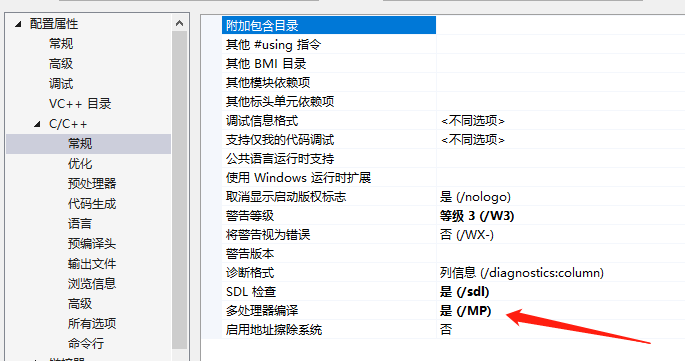 配置属性
常规
高级
调试
VC++ 目录
C/C++
常规
优化
预处理器
代码生成
语言
预编译头
输出文件
浏览信息
高级
所有选项
命令行
附加包含目录
其他 #using 指令
其他 BMI 目录
其他模块依赖项
其他标头单元依赖项
调试信息格式 <不同选项>
支持仅我的代码调试 <不同选项>
公共语言运行时支持
使用 Windows 运行时扩展
取消显示启动版权标志 是 (/nologo)
警告等级 等级 3 (/W3)
将警告视为错误 否 (/WX-)
警告版本
诊断格式 列信息 (/diagnostics:column)
SDL 检查 是 (/sdl)
多处理器编译 是 (/MP)
启用地址擦除系统 否